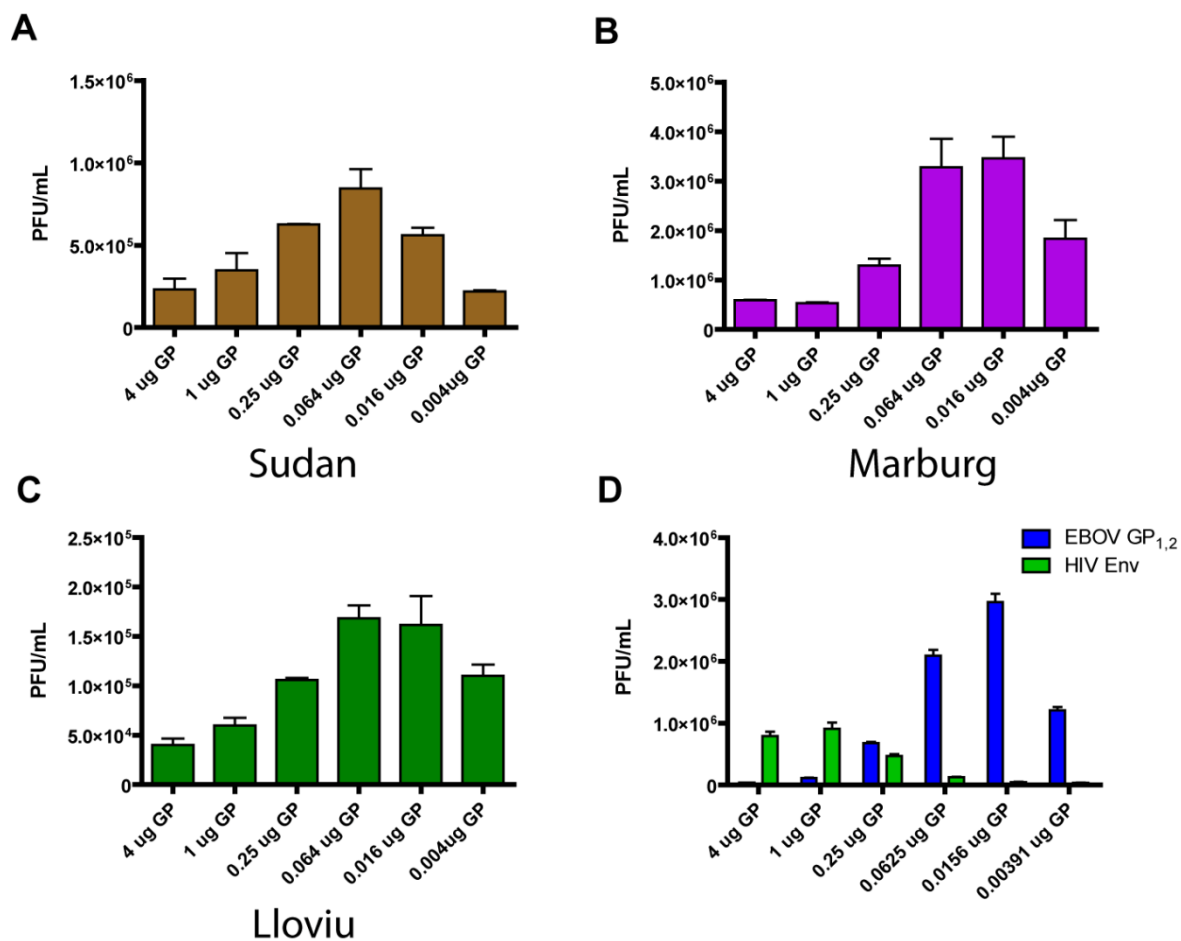 A
1.5×10⁶
1.0×10⁶
5.0×10⁵
0
PFU/mL
4 ug GP
1 ug GP
0.25 ug GP
0.064 ug GP
0.016 ug GP
0.004ug GP
Sudan
B
5.0×10⁶
4.0×10⁶
3.0×10⁶
2.0×10⁶
1.0×10⁶
0
PFU/mL
4 ug GP
1 ug GP
0.25 ug GP
0.064 ug GP
0.016 ug GP
0.004ug GP
Marburg
C
2.5×10⁵
2.0×10⁵
1.5×10⁵
1.0×10⁵
5.0×10⁴
0
PFU/mL
4 ug GP
1 ug GP
0.25 ug GP
0.064 ug GP
0.016 ug GP
0.004ug GP
Lloviu
D
EBOV GP₁,₂
HIV Env
4.0×10⁶
3.0×10⁶
2.0×10⁶
1.0×10⁶
0
PFU/mL
4 ug GP
1 ug GP
0.25 ug GP
0.0625 ug GP
0.0156 ug GP
0.00391 ug GP